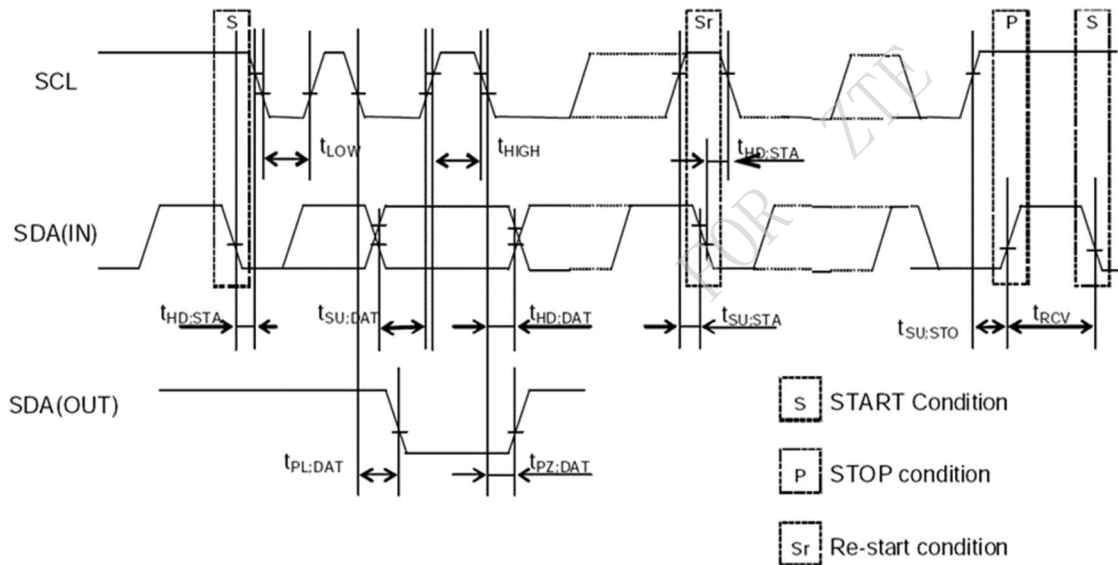 S Sr P S
SCL
ZTE
tLOW tHIGH tHD;STA
SDA(IN)
FOR
tHD;STA tSU;DAT tHD;DAT tSU;STA tSU;STO tRCV
SDA(OUT)
S START Condition
tPL;DAT tPZ;DAT
P STOP condition
Sr Re-start condition